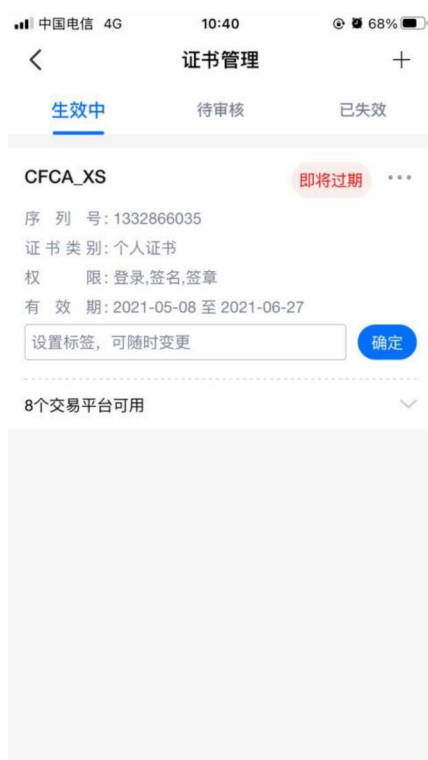 中国电信 4G 10:40 68%
证书管理
生效中 待审核 已失效
CFCA_XS 即将过期
序列号：1332866035
证书类别：个人证书
权限：登录,签名,签章
有效期：2021-05-08 至 2021-06-27
设置标签，可随时变更 确定
8个交易平台可用